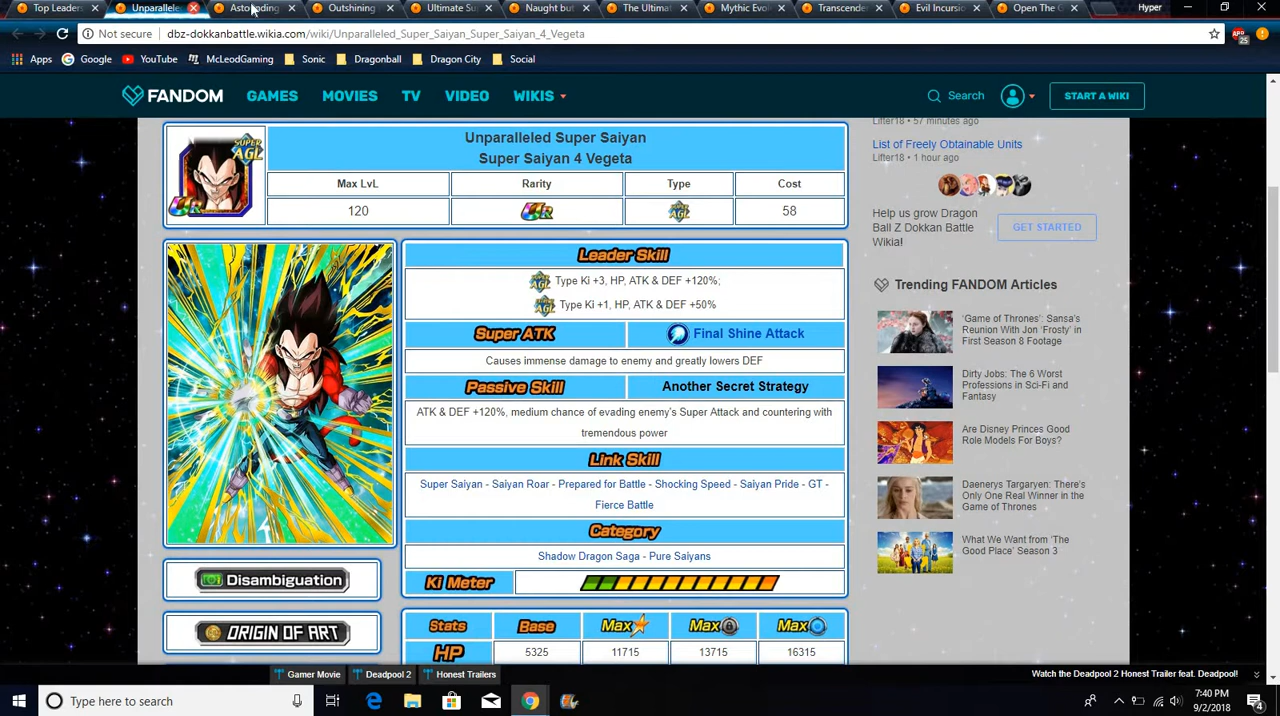 Top Leaders
Unparallele
Astounding
Outshining
Ultimate Su
Naught but
The Ultimat
Mythic Evol
Transcende
Evil Incursio
Open The G
Hyper
Not secure
dbz-dokkanbattle.wikia.com/wiki/Unparalleled_Super_Saiyan_Super_Saiyan_4_Vegeta
25
Apps Google YouTube McLeodGaming Sonic Dragonball Dragon City Social
FANDOM GAMES MOVIES TV VIDEO WIKIS Search START A WIKI
Lifter18 • 57 minutes ago
List of Freely Obtainable Units
Lifter18 • 1 hour ago
Help us grow Dragon
Ball Z Dokkan Battle
Wikia!
GET STARTED
Trending FANDOM Articles
'Game of Thrones': Sansa's
Reunion With Jon 'Frosty' in
First Season 8 Footage
Dirty Jobs: The 6 Worst
Professions in Sci-Fi and
Fantasy
Are Disney Princes Good
Role Models For Boys?
Daenerys Targaryen: There's
Only One Real Winner in the
Game of Thrones
What We Want from 'The
Good Place' Season 3
SUPER
AGL
UR
Unparalleled Super Saiyan
Super Saiyan 4 Vegeta
Max LvL Rarity Type Cost
120 UR SUPER AGL 58
Leader Skill
AGL Type Ki +3, HP, ATK & DEF +120%;
AGL Type Ki +1, HP, ATK & DEF +50%
Super ATK Final Shine Attack
Causes immense damage to enemy and greatly lowers DEF
Passive Skill Another Secret Strategy
ATK & DEF +120%, medium chance of evading enemy's Super Attack and countering with
tremendous power
Link Skill
Super Saiyan - Saiyan Roar - Prepared for Battle - Shocking Speed - Saiyan Pride - GT -
Fierce Battle
Category
Shadow Dragon Saga - Pure Saiyans
Ki Meter
Disambiguation
ORIGIN OF ART
Stats Base Max Max Max
HP 5325 11715 13715 16315
Gamer Movie Deadpool 2 Honest Trailers
Watch the Deadpool 2 Honest Trailer feat. Deadpool!
Type here to search
7:40 PM
9/2/2018
4